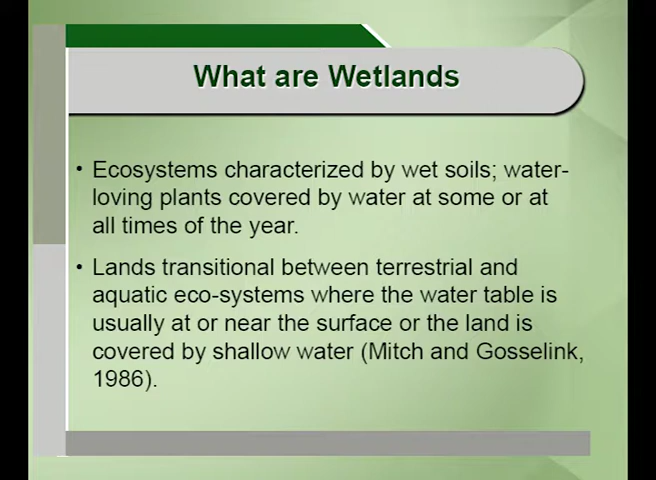 What are Wetlands
• Ecosystems characterized by wet soils; water-
loving plants covered by water at some or at
all times of the year.
• Lands transitional between terrestrial and
aquatic eco-systems where the water table is
usually at or near the surface or the land is
covered by shallow water (Mitch and Gosselink,
1986).